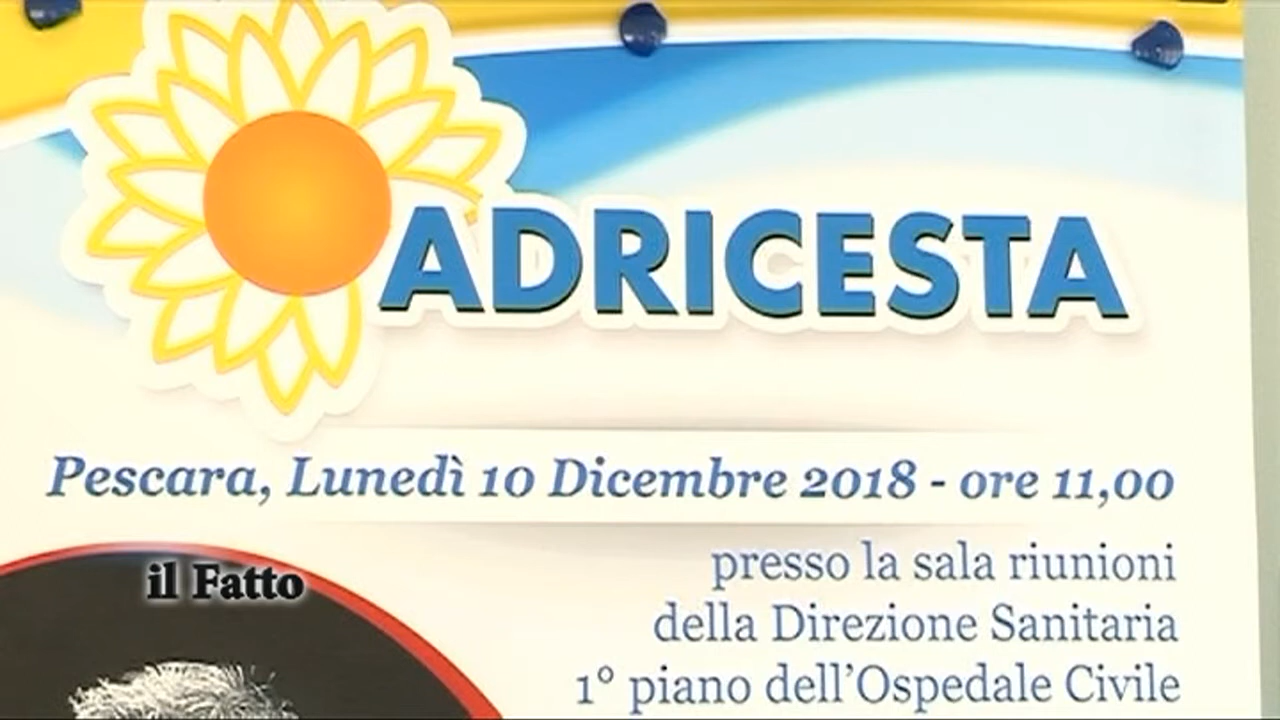 ADRICESTA
Pescara, Lunedì 10 Dicembre 2018 - ore 11,00
presso la sala riunioni
della Direzione Sanitaria
1° piano dell'Ospedale Civile
il Fatto